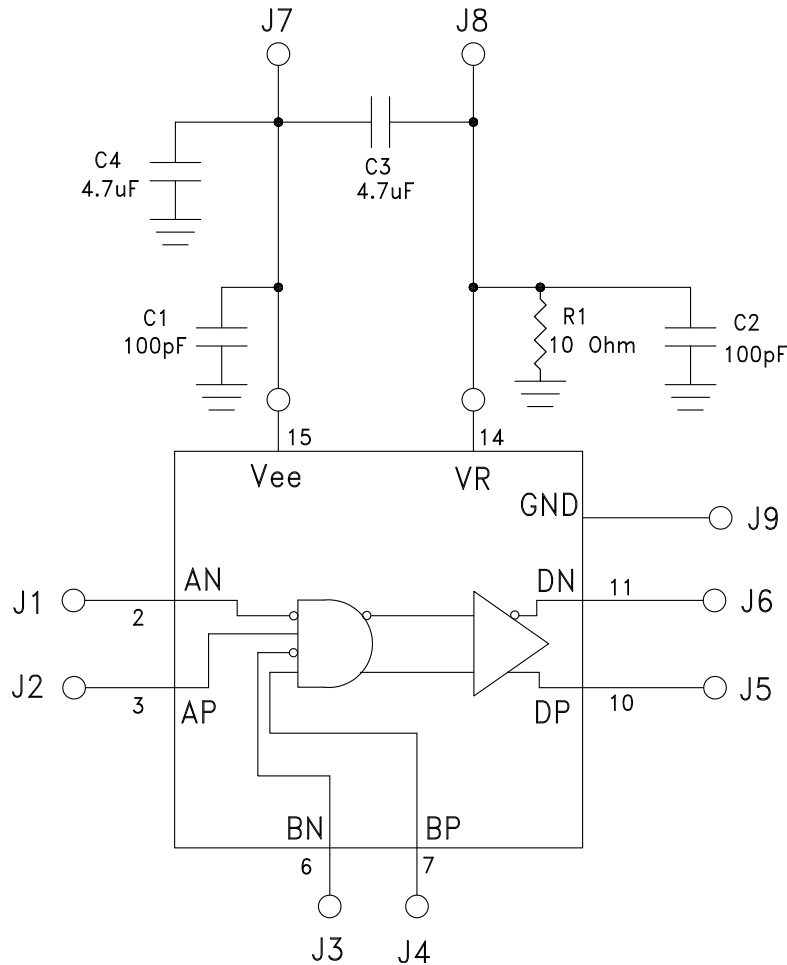 J7
J8
C4
4.7uF
C3
4.7uF
C1
100pF
R1
10 Ohm
C2
100pF
15
14
Vee
VR
GND
J9
AN
DN
J1
2
11
J6
J2
3
AP
DP
10
J5
BN
BP
6
7
J3
J4